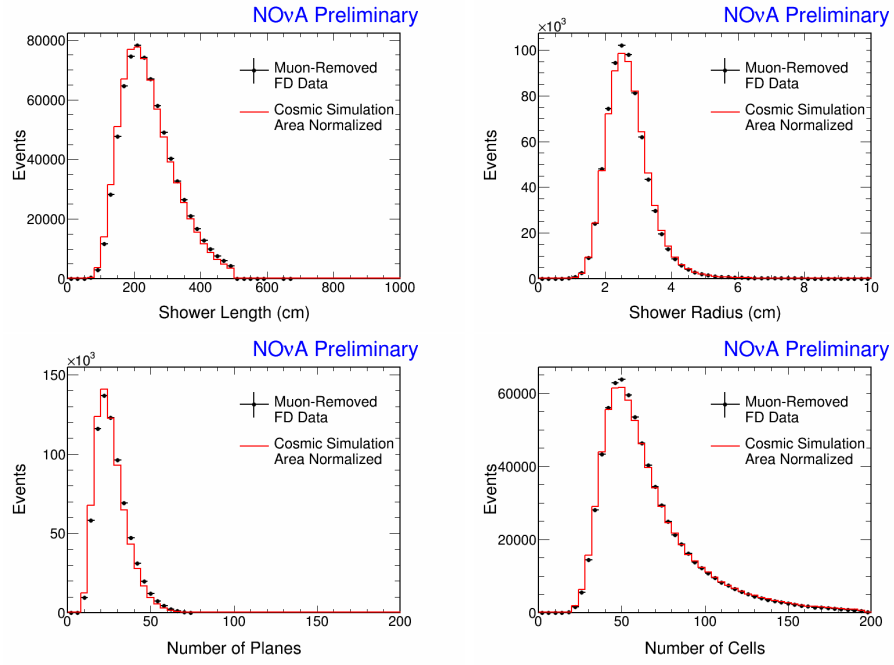 NOνA Preliminary
80000
60000
40000
20000
0
Events
Muon-Removed
FD Data
Cosmic Simulation
Area Normalized
0 200 400 600 800 1000
Shower Length (cm)
NOνA Preliminary
×10³
100
80
60
40
20
0
Events
Muon-Removed
FD Data
Cosmic Simulation
Area Normalized
0 2 4 6 8 10
Shower Radius (cm)
NOνA Preliminary
×10³
150
100
50
0
Events
Muon-Removed
FD Data
Cosmic Simulation
Area Normalized
0 50 100 150 200
Number of Planes
NOνA Preliminary
60000
40000
20000
0
Events
Muon-Removed
FD Data
Cosmic Simulation
Area Normalized
0 50 100 150 200
Number of Cells